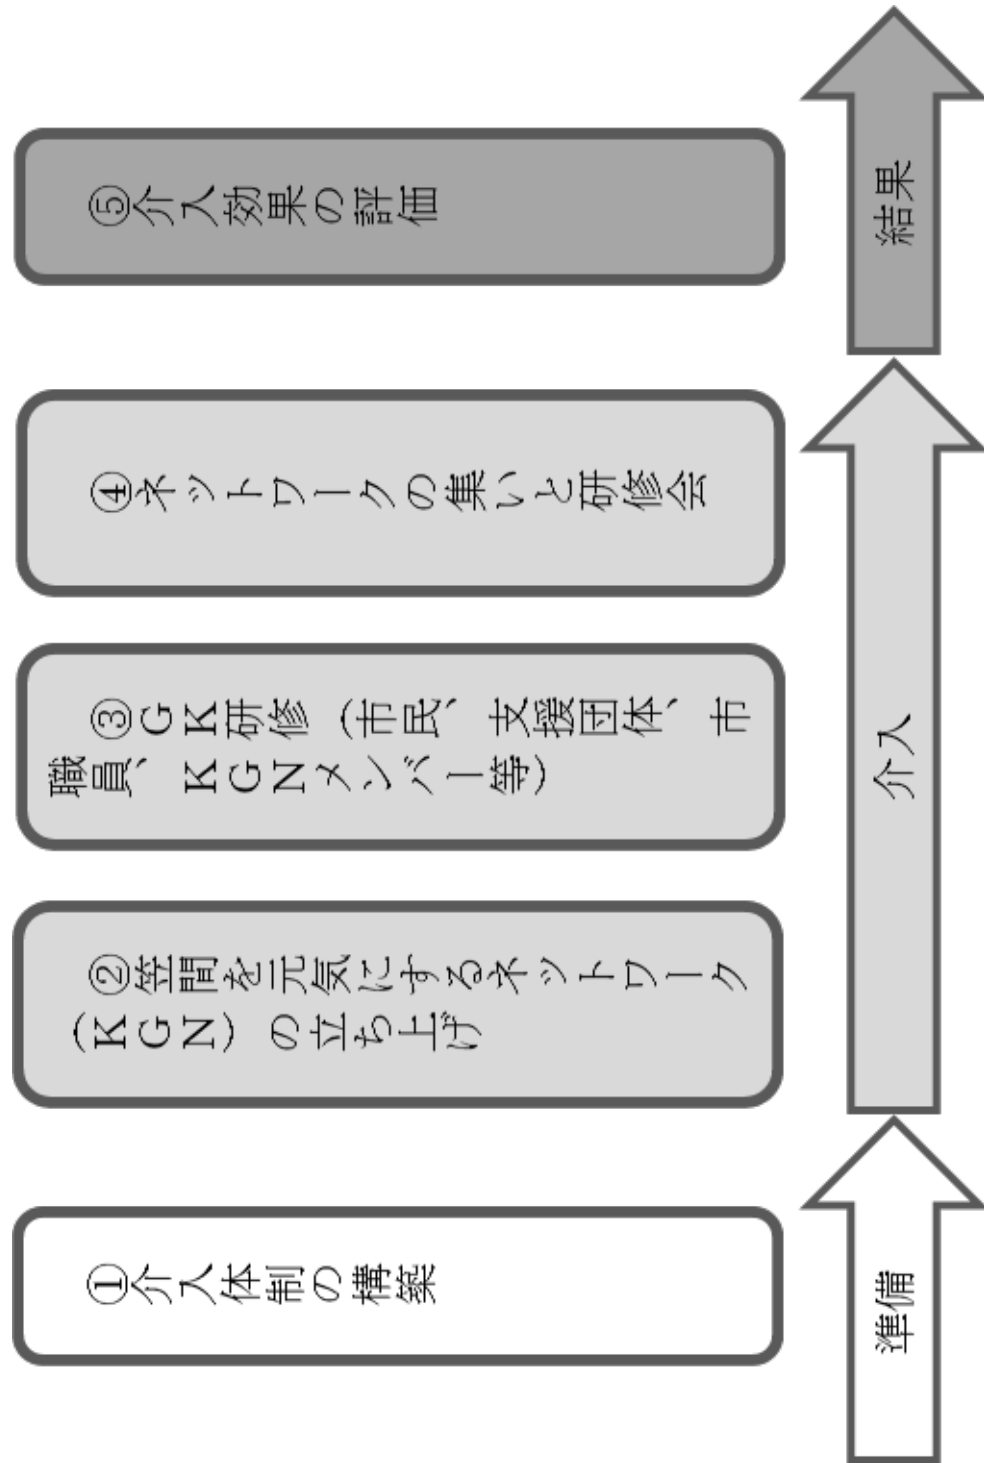 ①介入体制の構築
②笠間を元気にするネットワーク
（KGN）の立ち上げ
③GK研修（市民、支援団体、市
職員、KGNメンバー等）
④ネットワークの集いと研修会
⑤介入効果の評価
準備
介入
結果